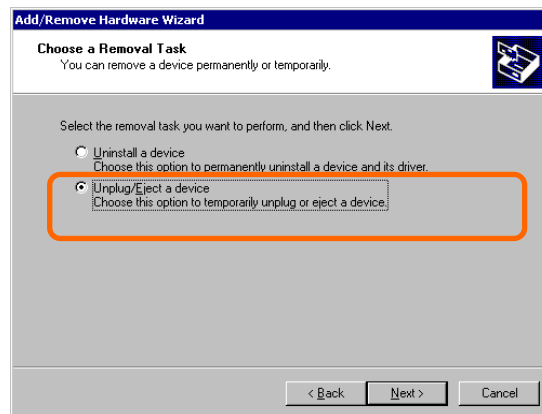 Add/Remove Hardware Wizard
Choose a Removal Task
You can remove a device permanently or temporarily.
Select the removal task you want to perform, and then click Next.
Uninstall a device
Choose this option to permanently uninstall a device and its driver.
Unplug/Eject a device
Choose this option to temporarily unplug or eject a device.
< Back Next > Cancel